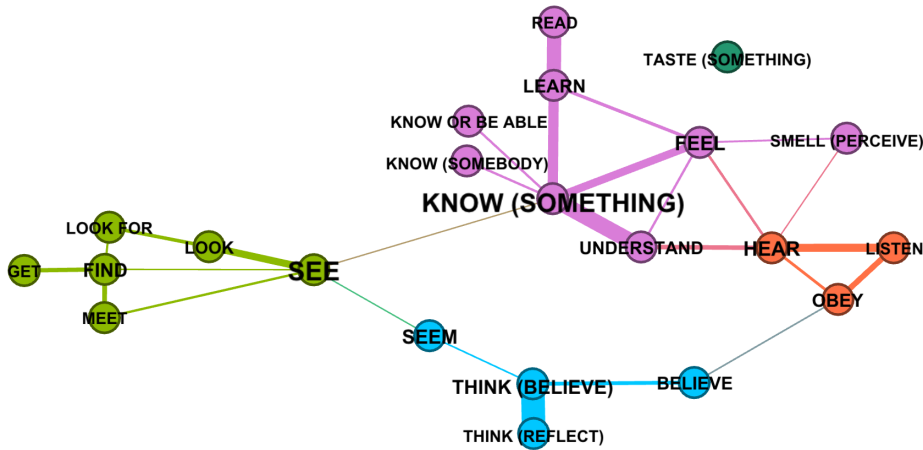 READ
TASTE (SOMETHING)
LEARN
KNOW OR BE ABLE
FEEL
SMELL (PERCEIVE)
KNOW (SOMEBODY)
KNOW (SOMETHING)
LOOK FOR
LOOK
UNDERSTAND
HEAR
LISTEN
GET
FIND
SEE
OBEY
MEET
SEEM
THINK (BELIEVE)
BELIEVE
THINK (REFLECT)